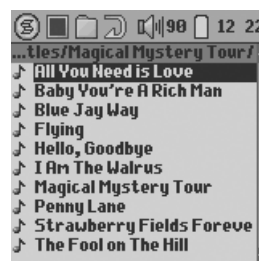 90 12 22
...tles/Magical Mystery Tour/
All You Need is Love
Baby You're A Rich Man
Blue Jay Way
Flying
Hello, Goodbye
I Am The Walrus
Magical Mystery Tour
Penny Lane
Strawberry Fields Foreve
The Fool on The Hill